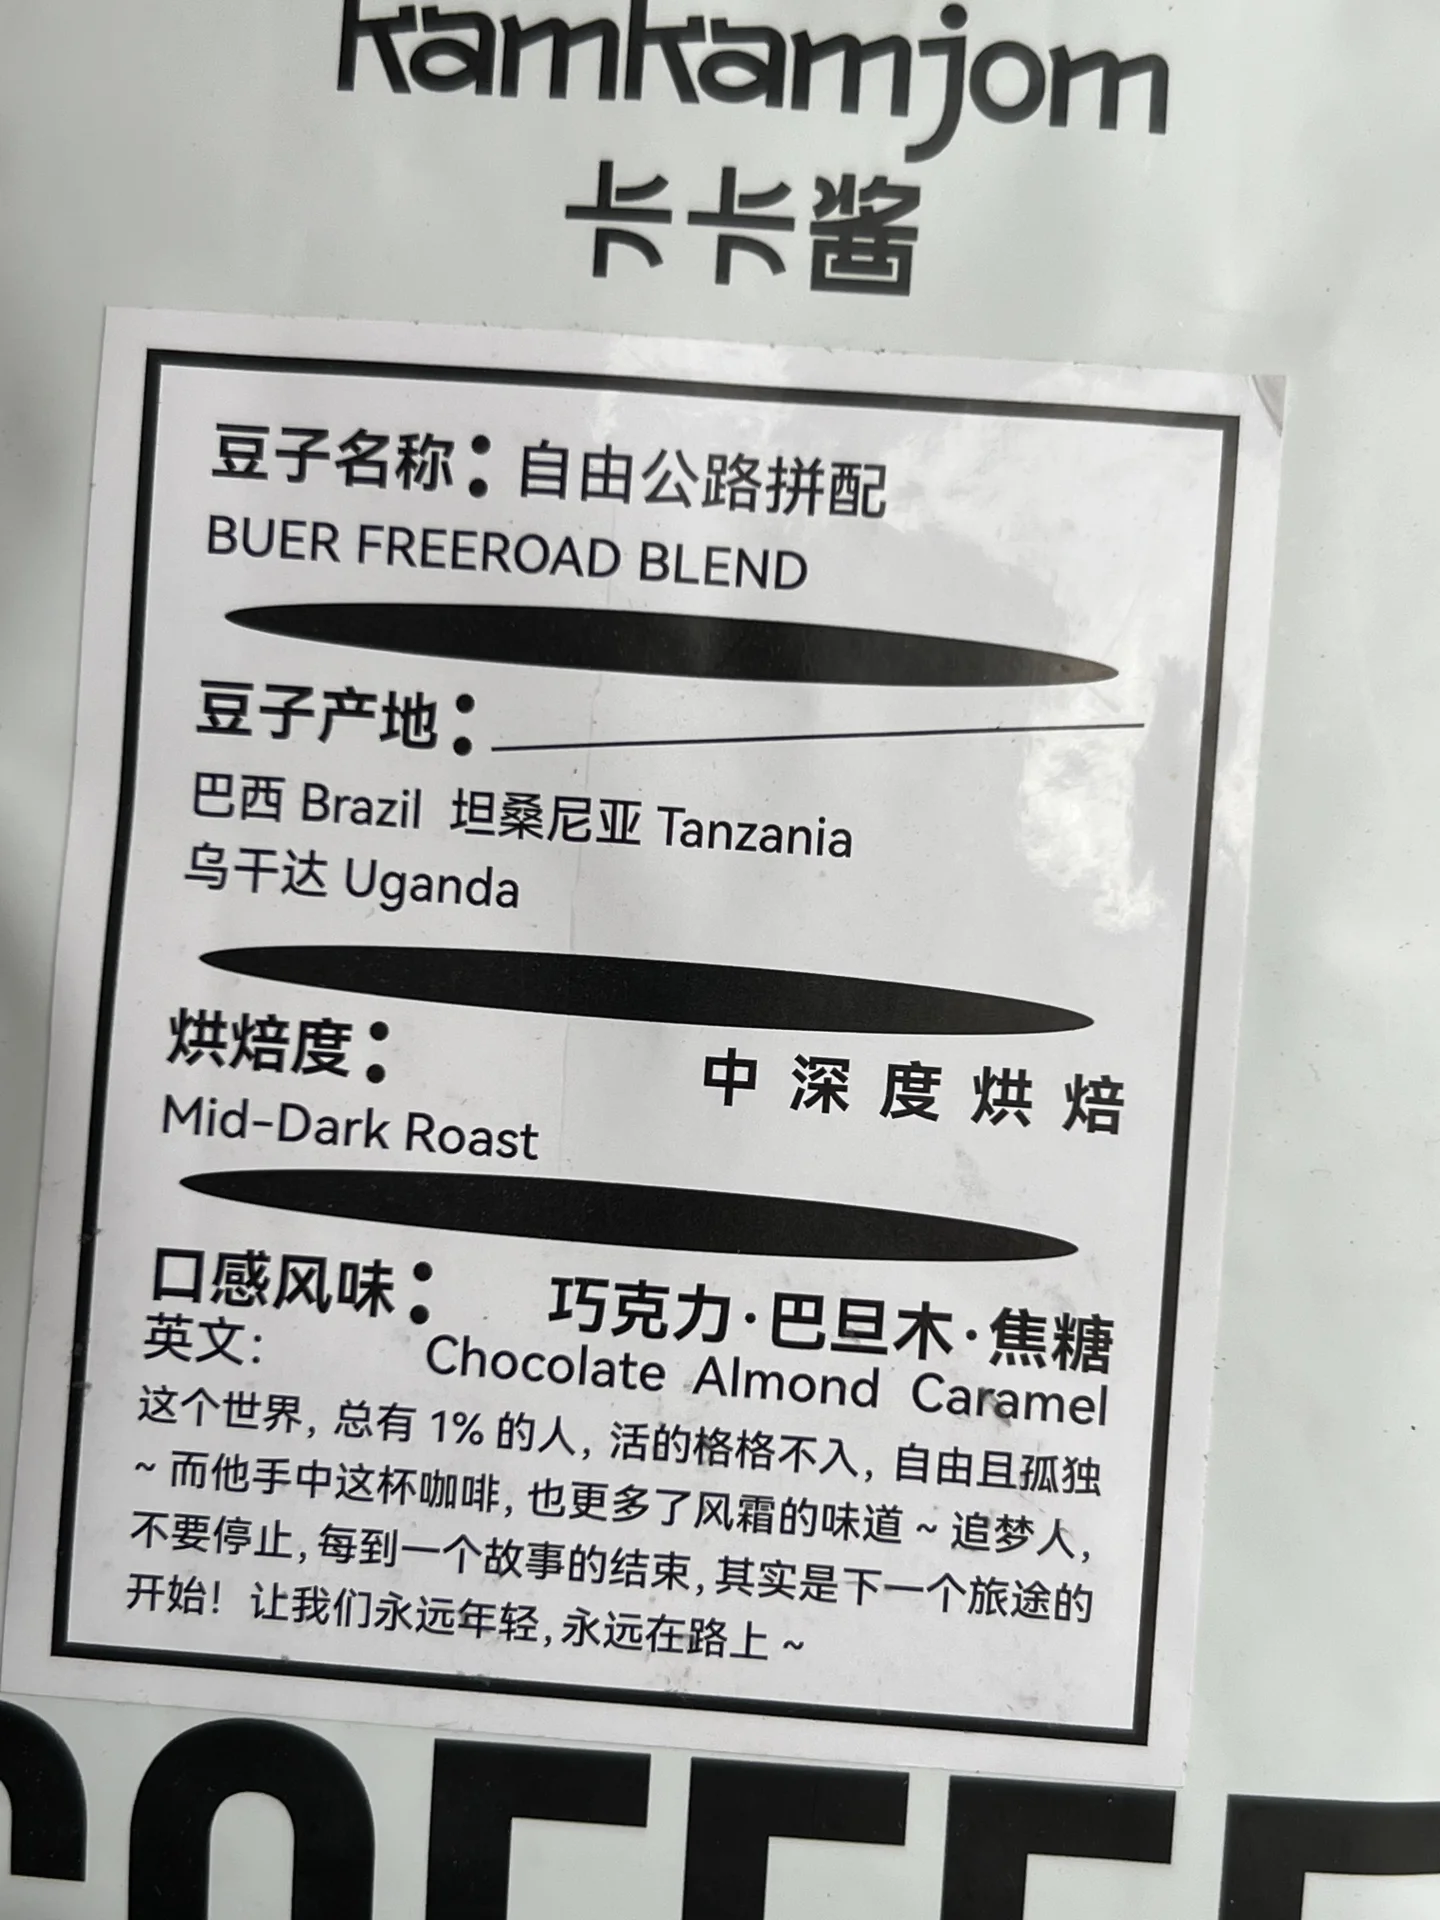 kamkamjom
豆子名称：自由公路拼配
BUER FREEROAD BLEND
豆子产地：
巴西 Brazil 坦桑尼亚 Tanzania
乌干达 Uganda
烘焙度：
中深度烘焙
Mid-Dark Roast
口感风味： 巧克力·巴旦木·焦糖
英文： Chocolate Almond Caramel
这个世界，总有 1% 的人，活的格格不入，自由且孤独
~ 而他手中这杯咖啡，也更多了风霜的味道 ~ 追梦人，
不要停止，每到一个故事的结束，其实是下一个旅途的
开始！让我们永远年轻，永远在路上 ~
COFFEE